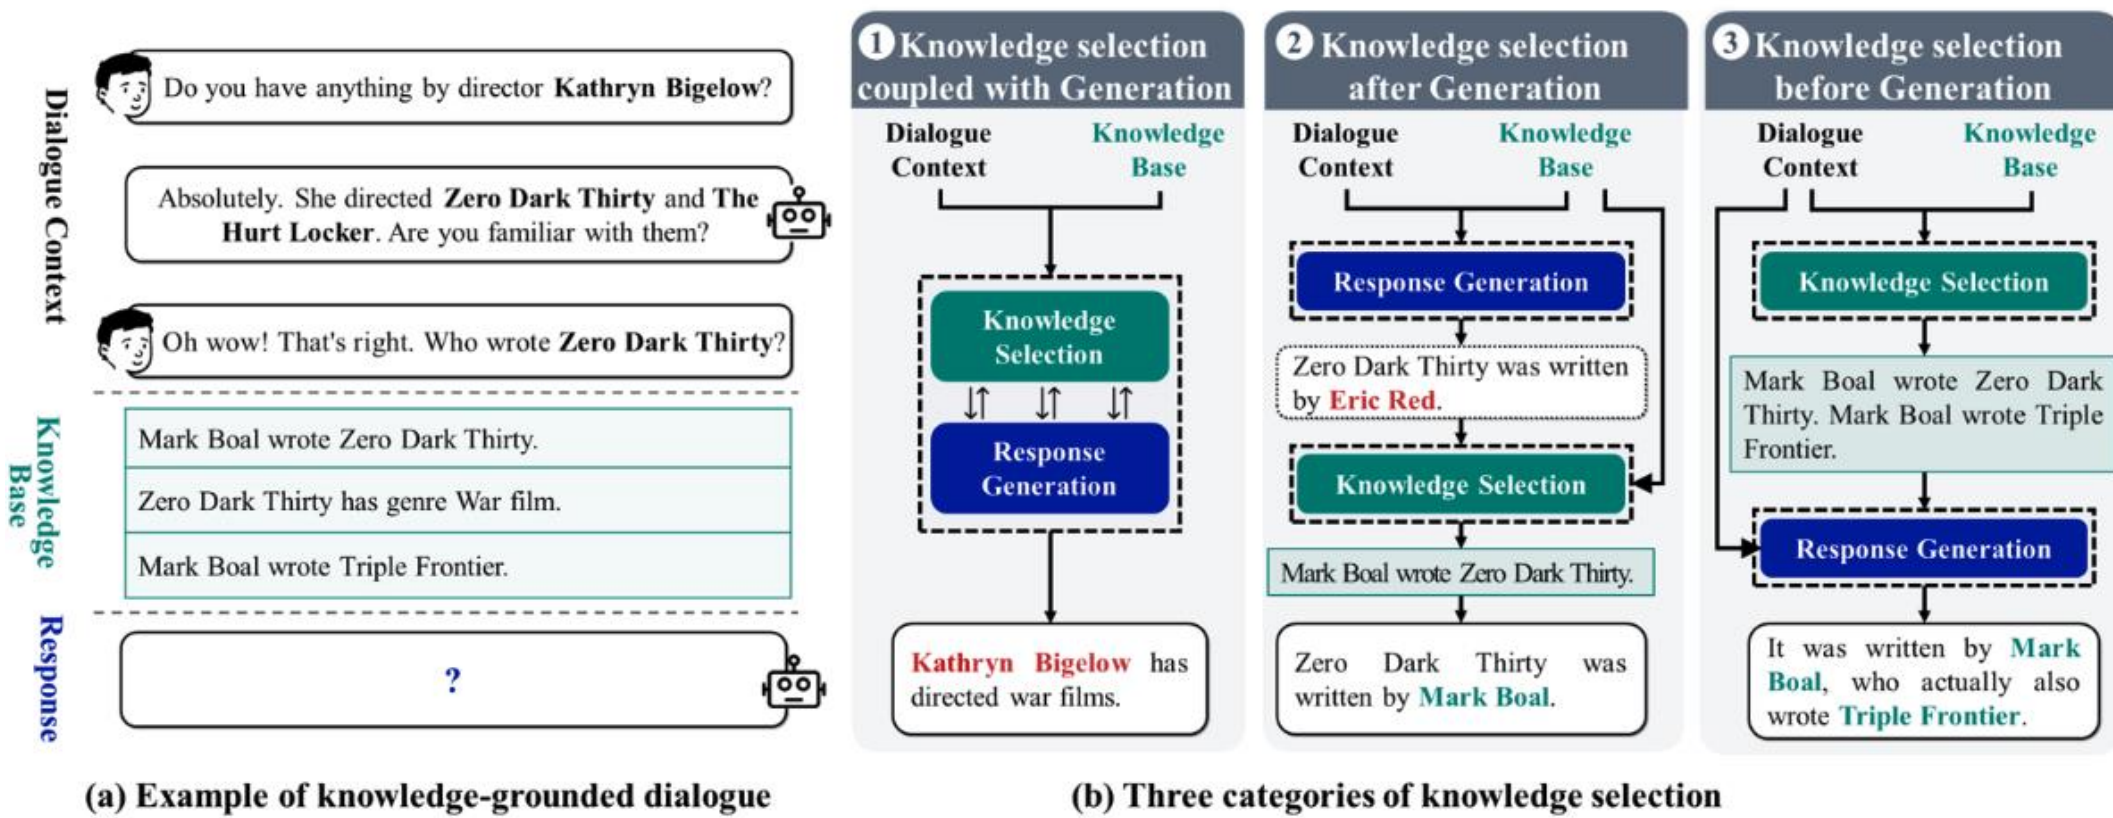 Dialogue Context
Do you have anything by director Kathryn Bigelow?
Absolutely. She directed Zero Dark Thirty and The
Hurt Locker. Are you familiar with them?
Oh wow! That's right. Who wrote Zero Dark Thirty?
Knowledge
Base
Mark Boal wrote Zero Dark Thirty.
Zero Dark Thirty has genre War film.
Mark Boal wrote Triple Frontier.
Response
?
(a) Example of knowledge-grounded dialogue
1 Knowledge selection
coupled with Generation
Dialogue
Context
Knowledge
Base
Knowledge
Selection
↓↑ ↓↑ ↓↑
Response
Generation
Kathryn Bigelow has
directed war films.
2 Knowledge selection
after Generation
Dialogue
Context
Knowledge
Base
Response Generation
Zero Dark Thirty was written
by Eric Red.
Knowledge Selection
Mark Boal wrote Zero Dark Thirty.
Zero Dark Thirty was
written by Mark Boal.
3 Knowledge selection
before Generation
Dialogue
Context
Knowledge
Base
Knowledge Selection
Mark Boal wrote Zero Dark
Thirty. Mark Boal wrote Triple
Frontier.
Response Generation
It was written by Mark
Boal, who actually also
wrote Triple Frontier.
(b) Three categories of knowledge selection